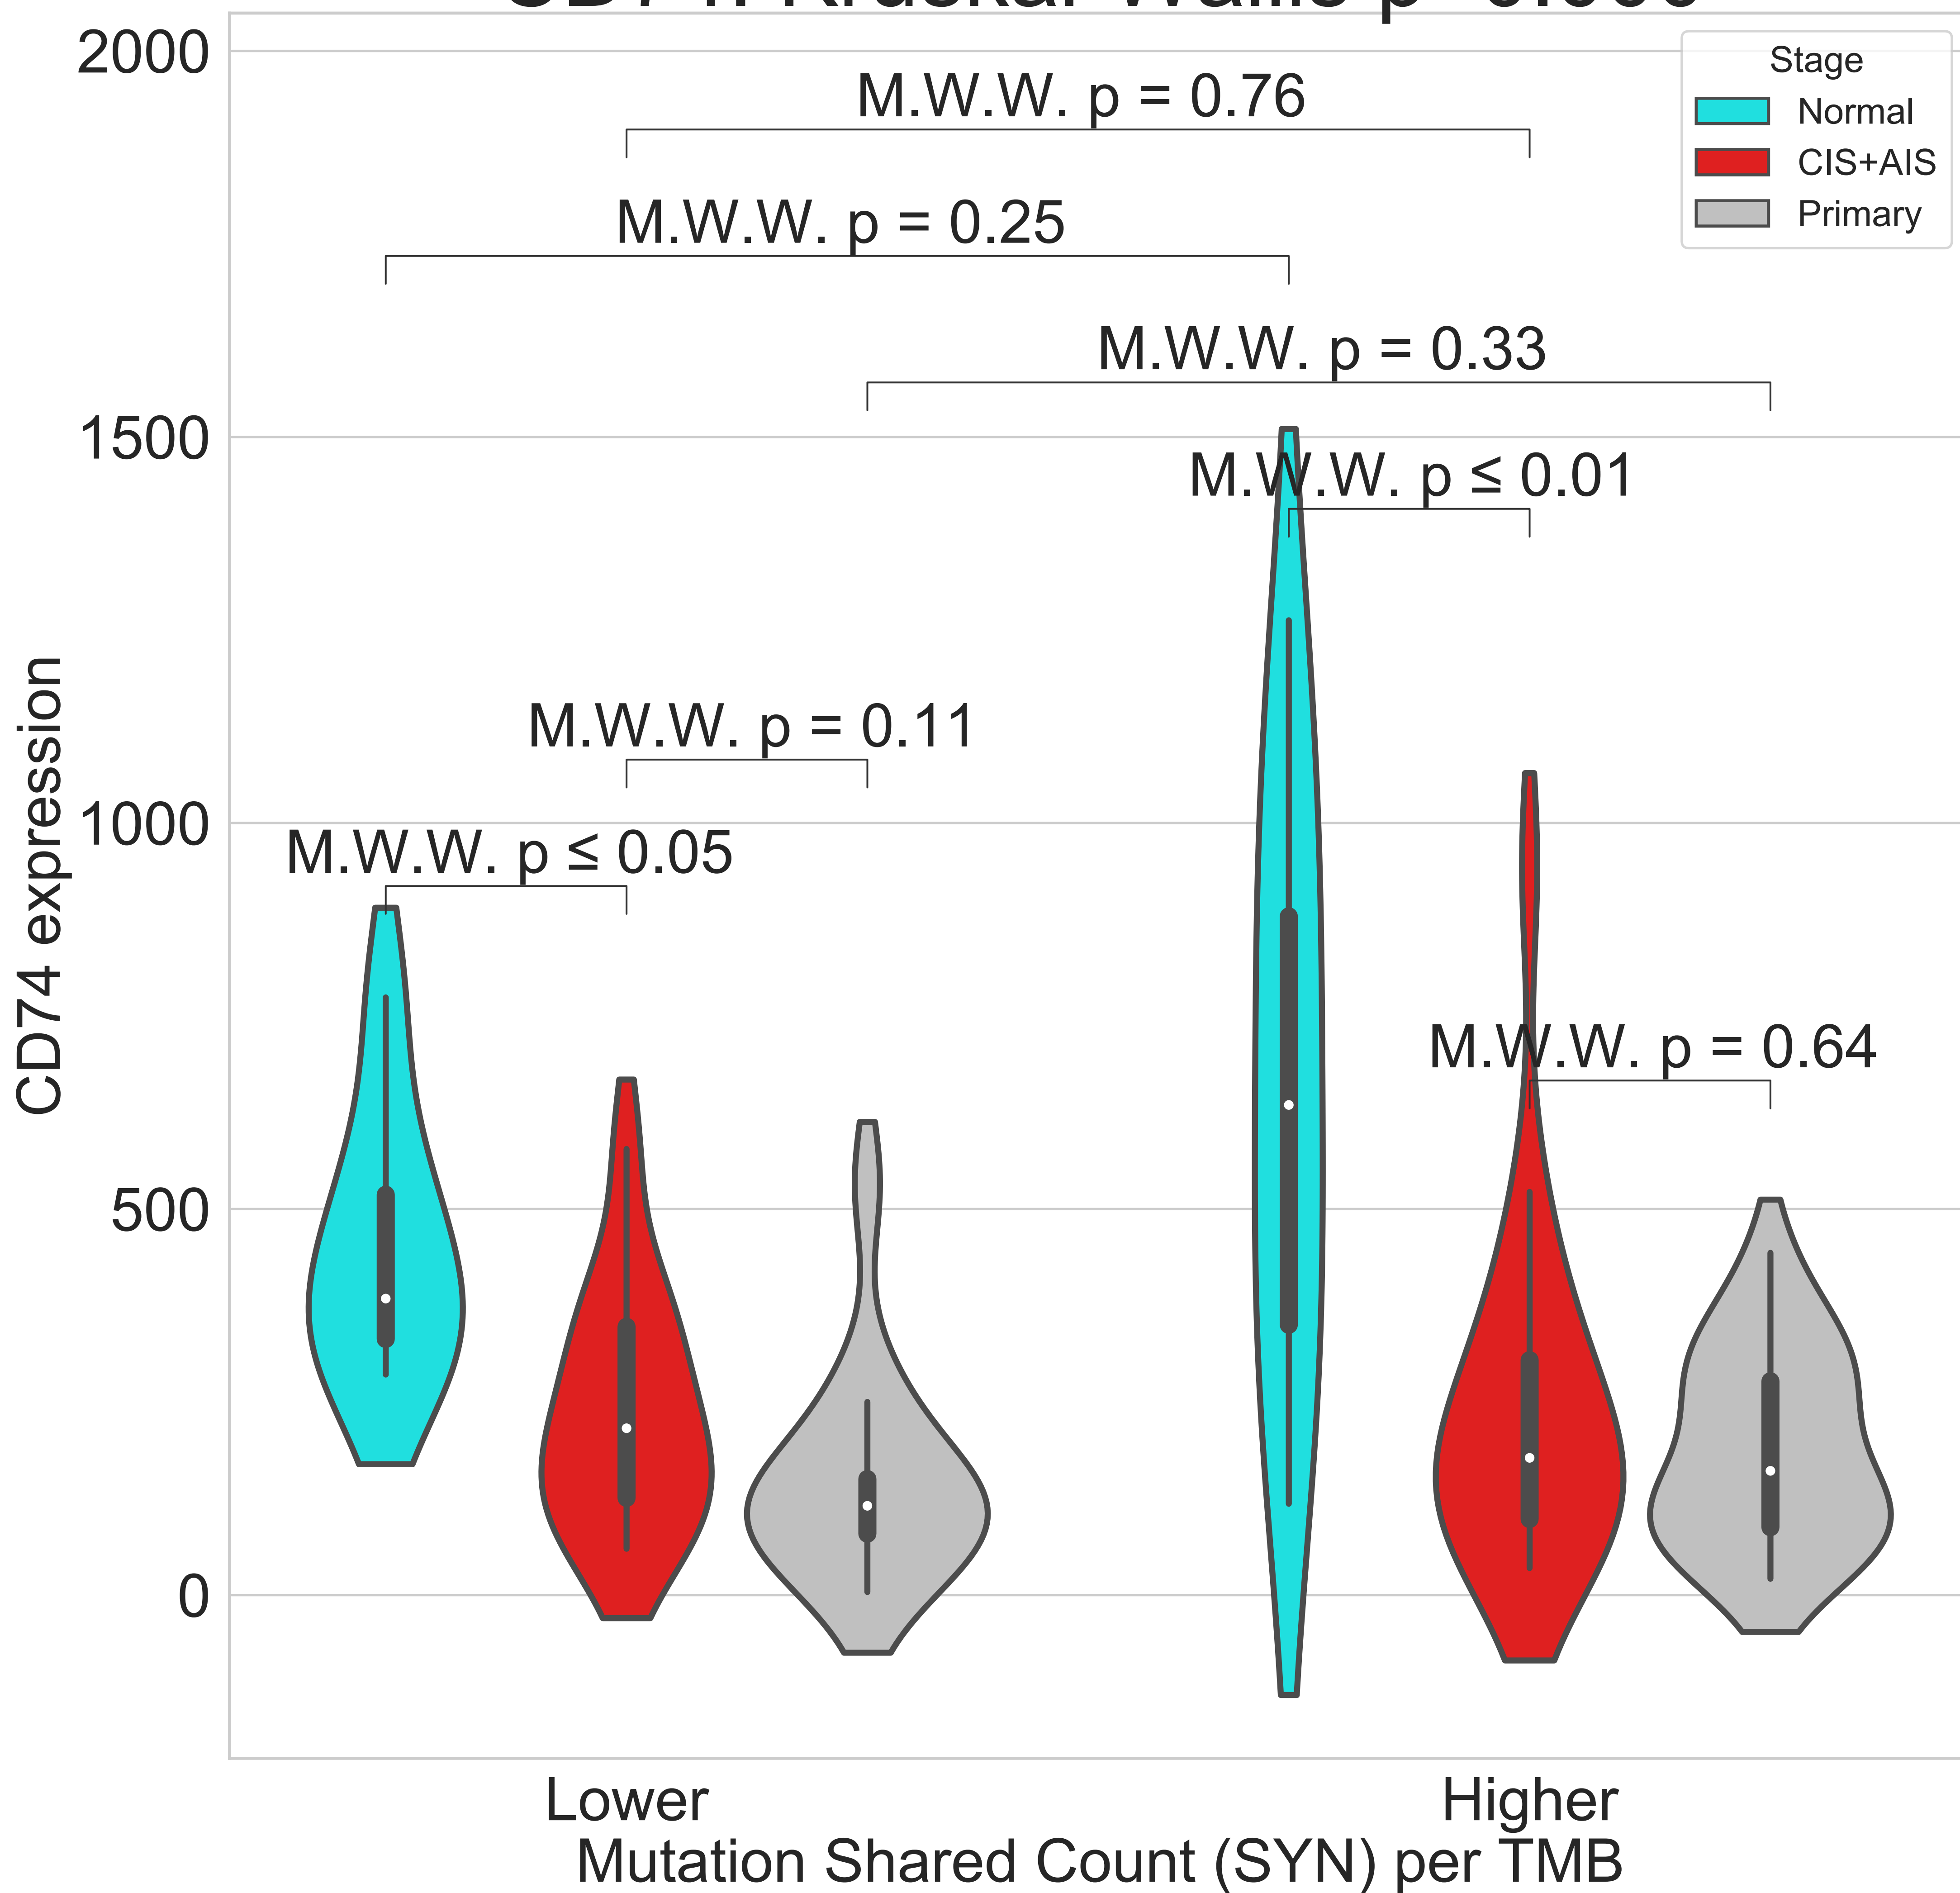 2000
1500
1000
500
0
CD74 expression
Stage
Normal
CIS+AIS
Primary
M.W.W. p = 0.76
M.W.W. p = 0.25
M.W.W. p = 0.33
M.W.W. p ≤ 0.01
M.W.W. p = 0.11
M.W.W. p ≤ 0.05
M.W.W. p = 0.64
Lower
Higher
Mutation Shared Count (SYN) per TMB